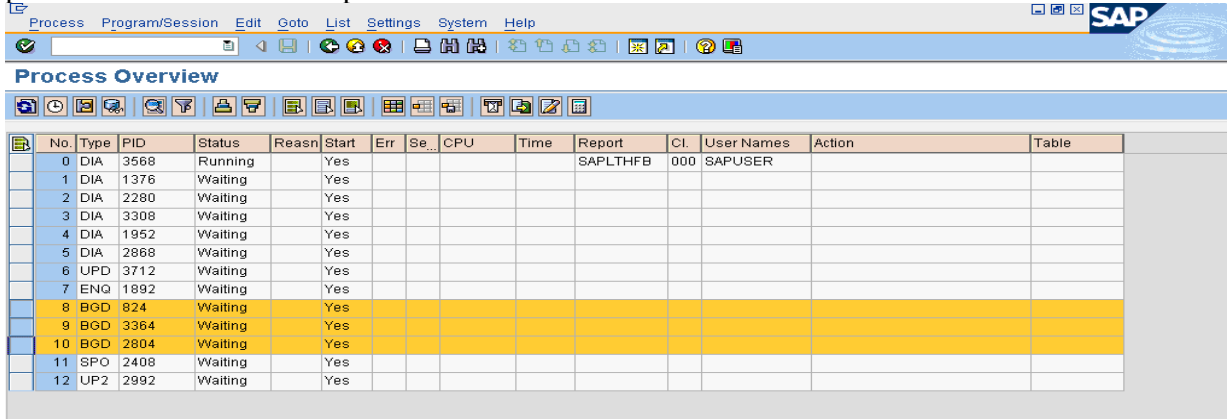 Process Program/Session Edit Goto List Settings System Help
SAP
Process Overview
No. Type PID Status Reasn Start Err Se... CPU Time Report Cl. User Names Action Table
0 DIA 3568 Running Yes SAPLTHFB 000 SAPUSER
1 DIA 1376 Waiting Yes
2 DIA 2280 Waiting Yes
3 DIA 3308 Waiting Yes
4 DIA 1952 Waiting Yes
5 DIA 2868 Waiting Yes
6 UPD 3712 Waiting Yes
7 ENQ 1892 Waiting Yes
8 BGD 824 Waiting Yes
9 BGD 3364 Waiting Yes
10 BGD 2804 Waiting Yes
11 SPO 2408 Waiting Yes
12 UP2 2992 Waiting Yes